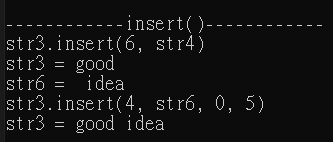 ------------insert()------------
str3.insert(6, str4)
str3 = good
str6 =  idea
str3.insert(4, str6, 0, 5)
str3 = good idea